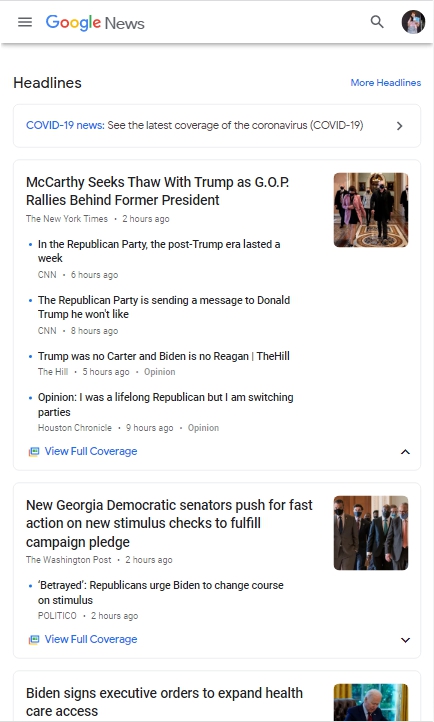 Google News
Headlines
More Headlines
COVID-19 news: See the latest coverage of the coronavirus (COVID-19)
McCarthy Seeks Thaw With Trump as G.O.P.
Rallies Behind Former President
The New York Times • 2 hours ago
• In the Republican Party, the post-Trump era lasted a
week
CNN • 6 hours ago
• The Republican Party is sending a message to Donald
Trump he won't like
CNN • 8 hours ago
• Trump was no Carter and Biden is no Reagan | TheHill
The Hill • 5 hours ago • Opinion
• Opinion: I was a lifelong Republican but I am switching
parties
Houston Chronicle • 9 hours ago • Opinion
View Full Coverage
New Georgia Democratic senators push for fast
action on new stimulus checks to fulfill
campaign pledge
The Washington Post • 2 hours ago
• ‘Betrayed’: Republicans urge Biden to change course
on stimulus
POLITICO • 2 hours ago
View Full Coverage
Biden signs executive orders to expand health
care access